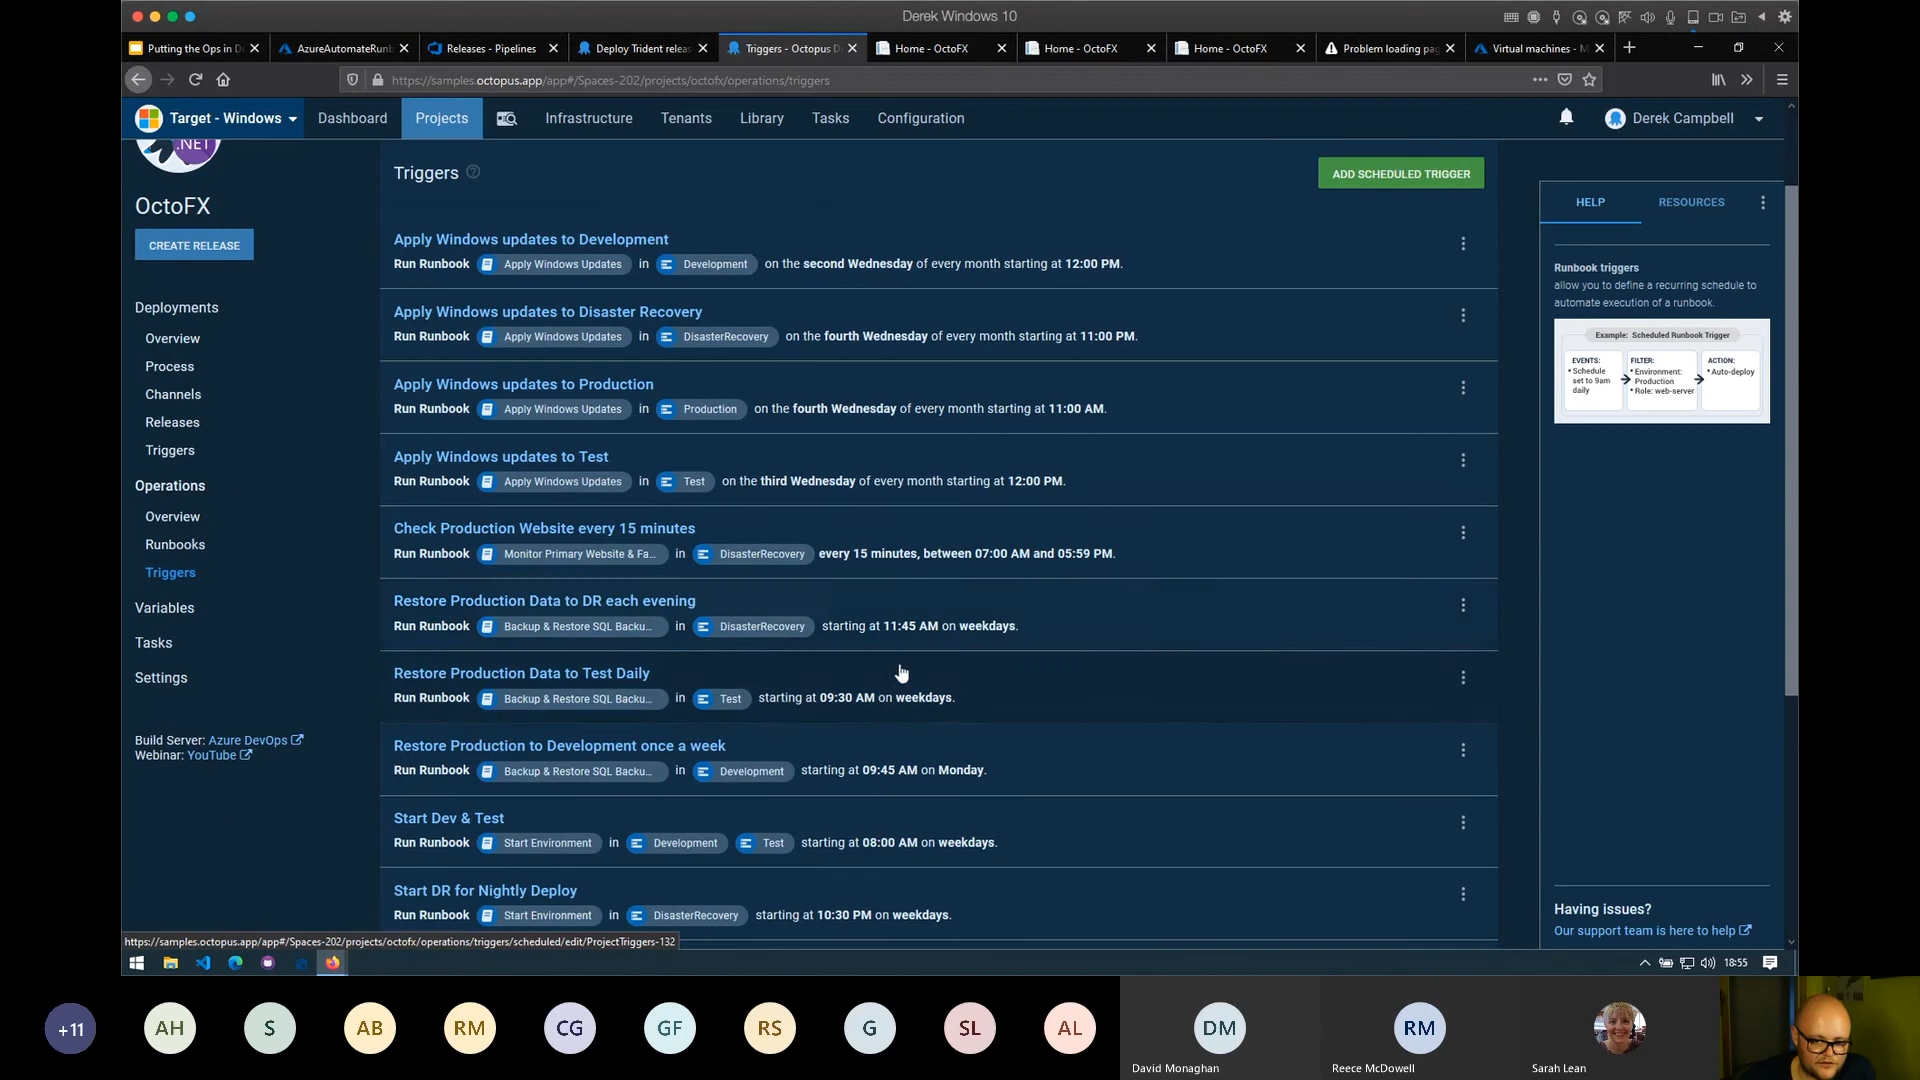 Derek Windows 10
Putting the Ops in D
AzureAutomateRunb
Releases - Pipelines
Deploy Trident releas
Triggers - Octopus D
Home - OctoFX
Home - OctoFX
Home - OctoFX
Problem loading pag
Virtual machines - M
https://samples.octopus.app/app#/Spaces-202/projects/octofx/operations/triggers
Target - Windows
Dashboard
Projects
Infrastructure
Tenants
Library
Tasks
Configuration
Derek Campbell
.NET
OctoFX
CREATE RELEASE
Deployments
Overview
Process
Channels
Releases
Triggers
Operations
Overview
Runbooks
Triggers
Variables
Tasks
Settings
Build Server: Azure DevOps
Webinar: YouTube
Triggers
ADD SCHEDULED TRIGGER
Apply Windows updates to Development
Run Runbook Apply Windows Updates in Development on the second Wednesday of every month starting at 12:00 PM.
Apply Windows updates to Disaster Recovery
Run Runbook Apply Windows Updates in DisasterRecovery on the fourth Wednesday of every month starting at 11:00 PM.
Apply Windows updates to Production
Run Runbook Apply Windows Updates in Production on the fourth Wednesday of every month starting at 11:00 AM.
Apply Windows updates to Test
Run Runbook Apply Windows Updates in Test on the third Wednesday of every month starting at 12:00 PM.
Check Production Website every 15 minutes
Run Runbook Monitor Primary Website & Fa... in DisasterRecovery every 15 minutes, between 07:00 AM and 05:59 PM.
Restore Production Data to DR each evening
Run Runbook Backup & Restore SQL Backu... in DisasterRecovery starting at 11:45 AM on weekdays.
Restore Production Data to Test Daily
Run Runbook Backup & Restore SQL Backu... in Test starting at 09:30 AM on weekdays.
Restore Production to Development once a week
Run Runbook Backup & Restore SQL Backu... in Development starting at 09:45 AM on Monday.
Start Dev & Test
Run Runbook Start Environment in Development Test starting at 08:00 AM on weekdays.
Start DR for Nightly Deploy
Run Runbook Start Environment in DisasterRecovery starting at 10:30 PM on weekdays.
HELP
RESOURCES
Runbook triggers
allow you to define a recurring schedule to
automate execution of a runbook.
Example: Scheduled Runbook Trigger
EVENTS:
• Schedule
set to 9am
daily
FILTER:
• Environment:
Production
• Role: web-server
ACTION:
• Auto-deploy
Having issues?
Our support team is here to help
https://samples.octopus.app/app#/Spaces-202/projects/octofx/operations/triggers/scheduled/edit/ProjectTriggers-132
18:55
+11
AH
S
AB
RM
CG
GF
RS
G
SL
AL
DM
David Monaghan
RM
Reece McDowell
Sarah Lean